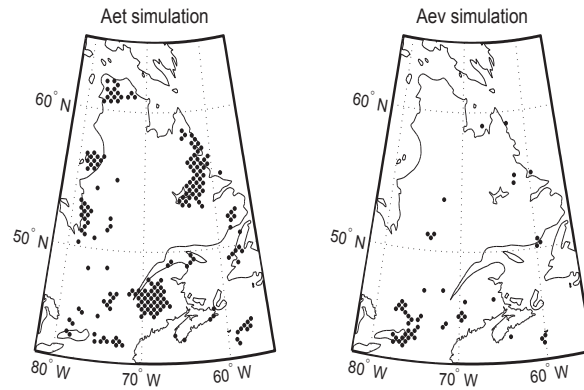 Aet simulation
Aev simulation
60° N
60° N
50° N
50° N
80° W
70° W
60° W
80° W
70° W
60° W